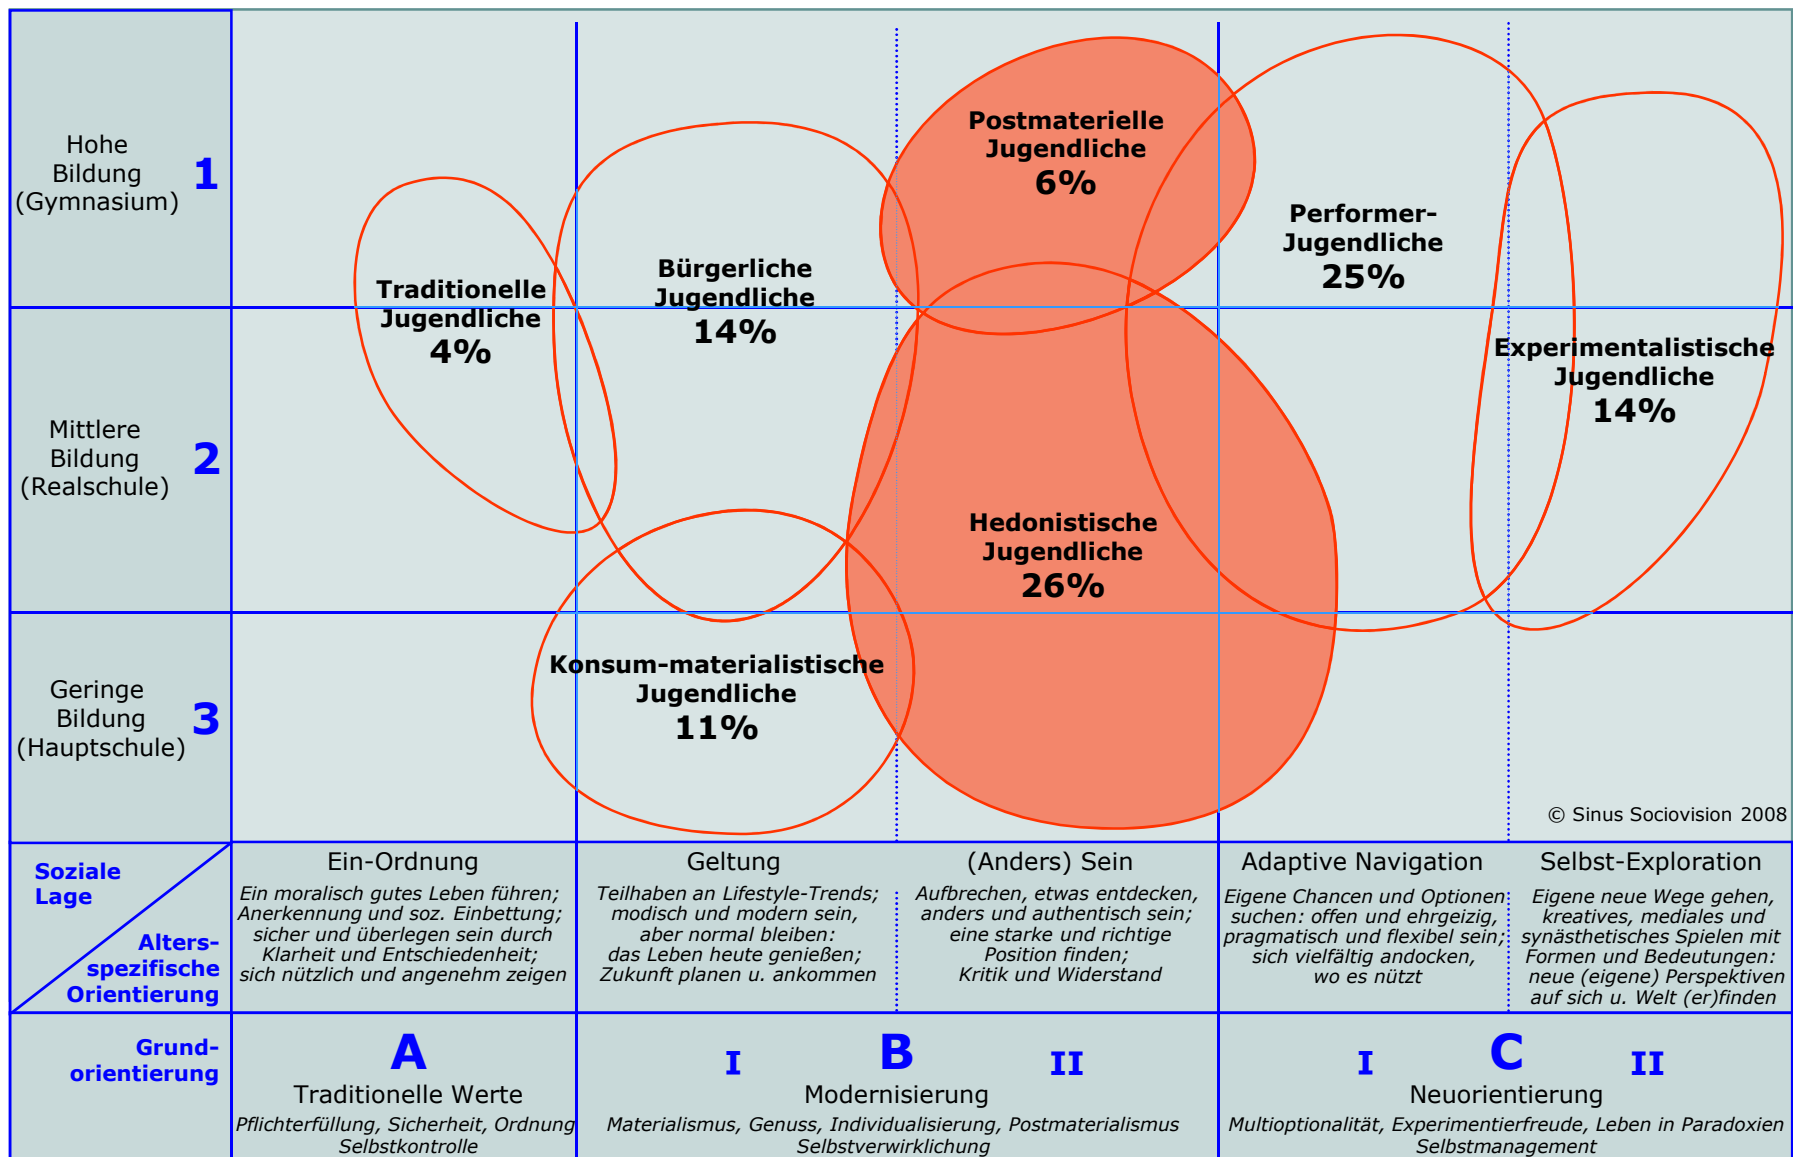 Hohe
Bildung
(Gymnasium)
1
Mittlere
Bildung
(Realschule)
2
Geringe
Bildung
(Hauptschule)
3
Traditionelle
Jugendliche
4%
Bürgerliche
Jugendliche
14%
Konsum-materialistische
Jugendliche
11%
Postmaterielle
Jugendliche
6%
Hedonistische
Jugendliche
26%
Performer-
Jugendliche
25%
Experimentalistische
Jugendliche
14%
© Sinus Sociovision 2008
Soziale
Lage
Alters-
spezifische
Orientierung
Ein-Ordnung
Ein moralisch gutes Leben führen;
Anerkennung und soz. Einbettung;
sicher und überlegen sein durch
Klarheit und Entschiedenheit;
sich nützlich und angenehm zeigen
Geltung
Teilhaben an Lifestyle-Trends;
modisch und modern sein,
aber normal bleiben:
das Leben heute genießen;
Zukunft planen u. ankommen
(Anders) Sein
Aufbrechen, etwas entdecken,
anders und authentisch sein;
eine starke und richtige
Position finden;
Kritik und Widerstand
Adaptive Navigation
Eigene Chancen und Optionen
suchen: offen und ehrgeizig,
pragmatisch und flexibel sein;
sich vielfältig andocken,
wo es nützt
Selbst-Exploration
Eigene neue Wege gehen,
kreatives, mediales und
synästhetisches Spielen mit
Formen und Bedeutungen:
neue (eigene) Perspektiven
auf sich u. Welt (er)finden
Grund-
orientierung
A
Traditionelle Werte
Pflichterfüllung, Sicherheit, Ordnung
Selbstkontrolle
I B II
Modernisierung
Materialismus, Genuss, Individualisierung, Postmaterialismus
Selbstverwirklichung
I C II
Neuorientierung
Multioptionalität, Experimentierfreude, Leben in Paradoxien
Selbstmanagement